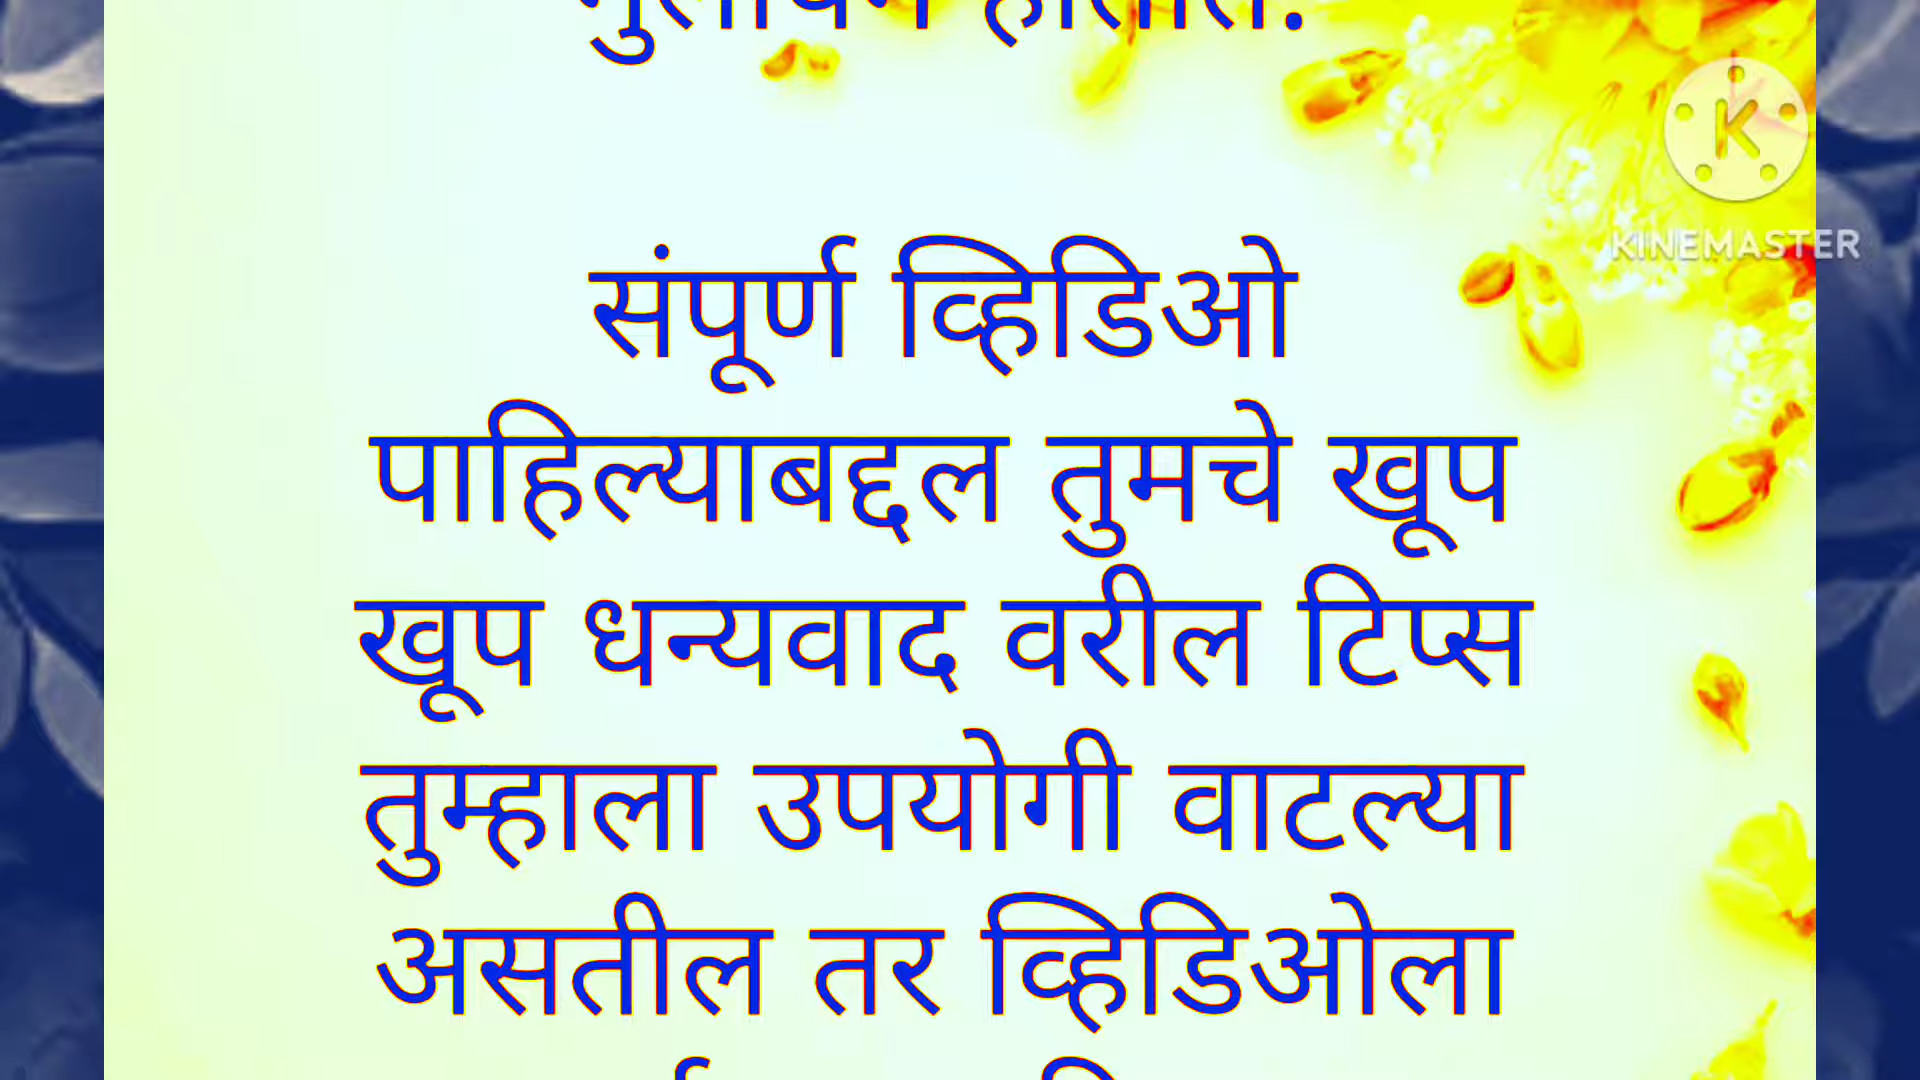 होतात.
KINEMASTER
संपूर्ण व्हिडिओ
पाहिल्याबद्दल तुमचे खूप
खूप धन्यवाद वरील टिप्स
तुम्हाला उपयोगी वाटल्या
असतील तर व्हिडिओला